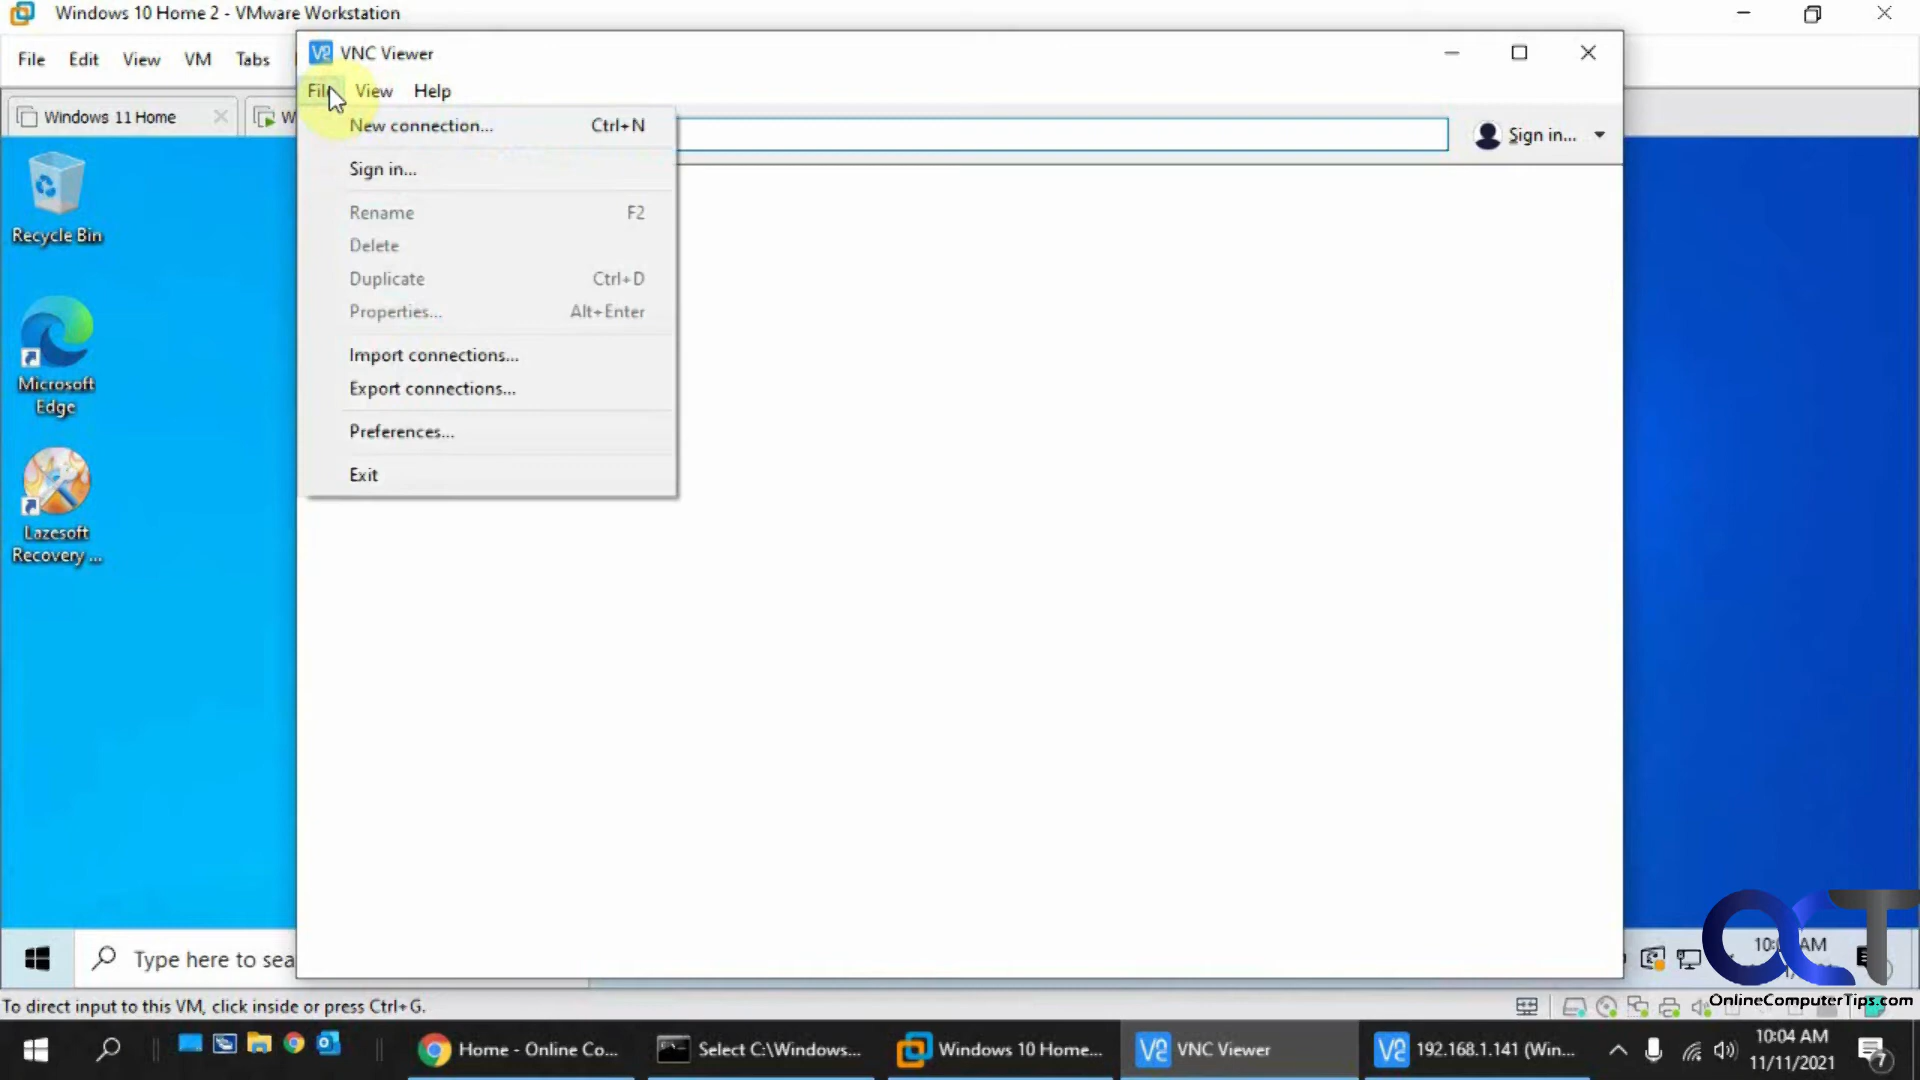 Windows 10 Home 2 - VMware Workstation
File Edit View VM Tabs
VNC Viewer
File View Help
Windows 11 Home
W
New connection... Ctrl+N
Sign in...
Sign in...
Rename F2
Delete
Duplicate Ctrl+D
Properties... Alt+Enter
Import connections...
Export connections...
Preferences...
Exit
Recycle Bin
Microsoft
Edge
Lazesoft
Recovery ...
Type here to sea
AM
OCT
OnlineComputerTips.com
To direct input to this VM, click inside or press Ctrl+G.
Home - Online Co...
Select C:\Windows...
Windows 10 Home...
VNC Viewer
192.168.1.141 (Win...
10:04 AM
11/11/2021
7